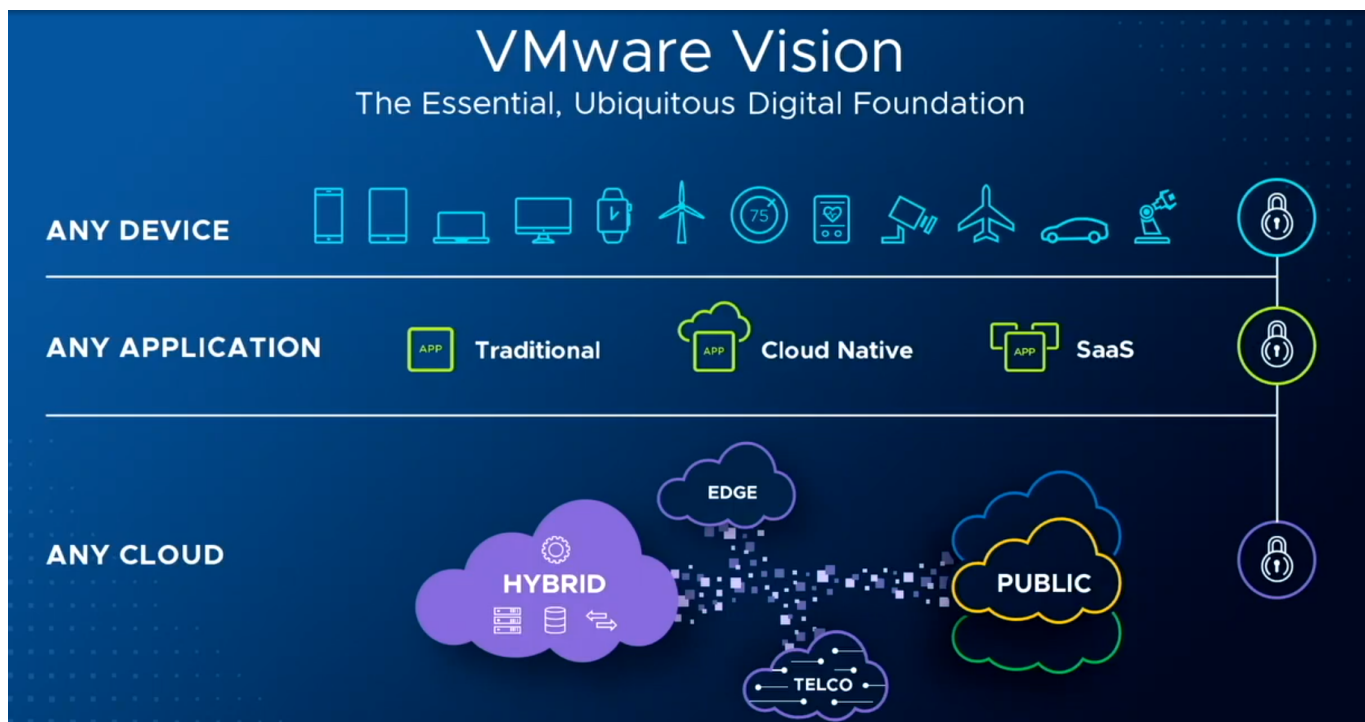 VMware Vision
The Essential, Ubiquitous Digital Foundation
ANY DEVICE
75
ANY APPLICATION
APP
Traditional
APP
Cloud Native
APP
SaaS
ANY CLOUD
EDGE
HYBRID
PUBLIC
TELCO